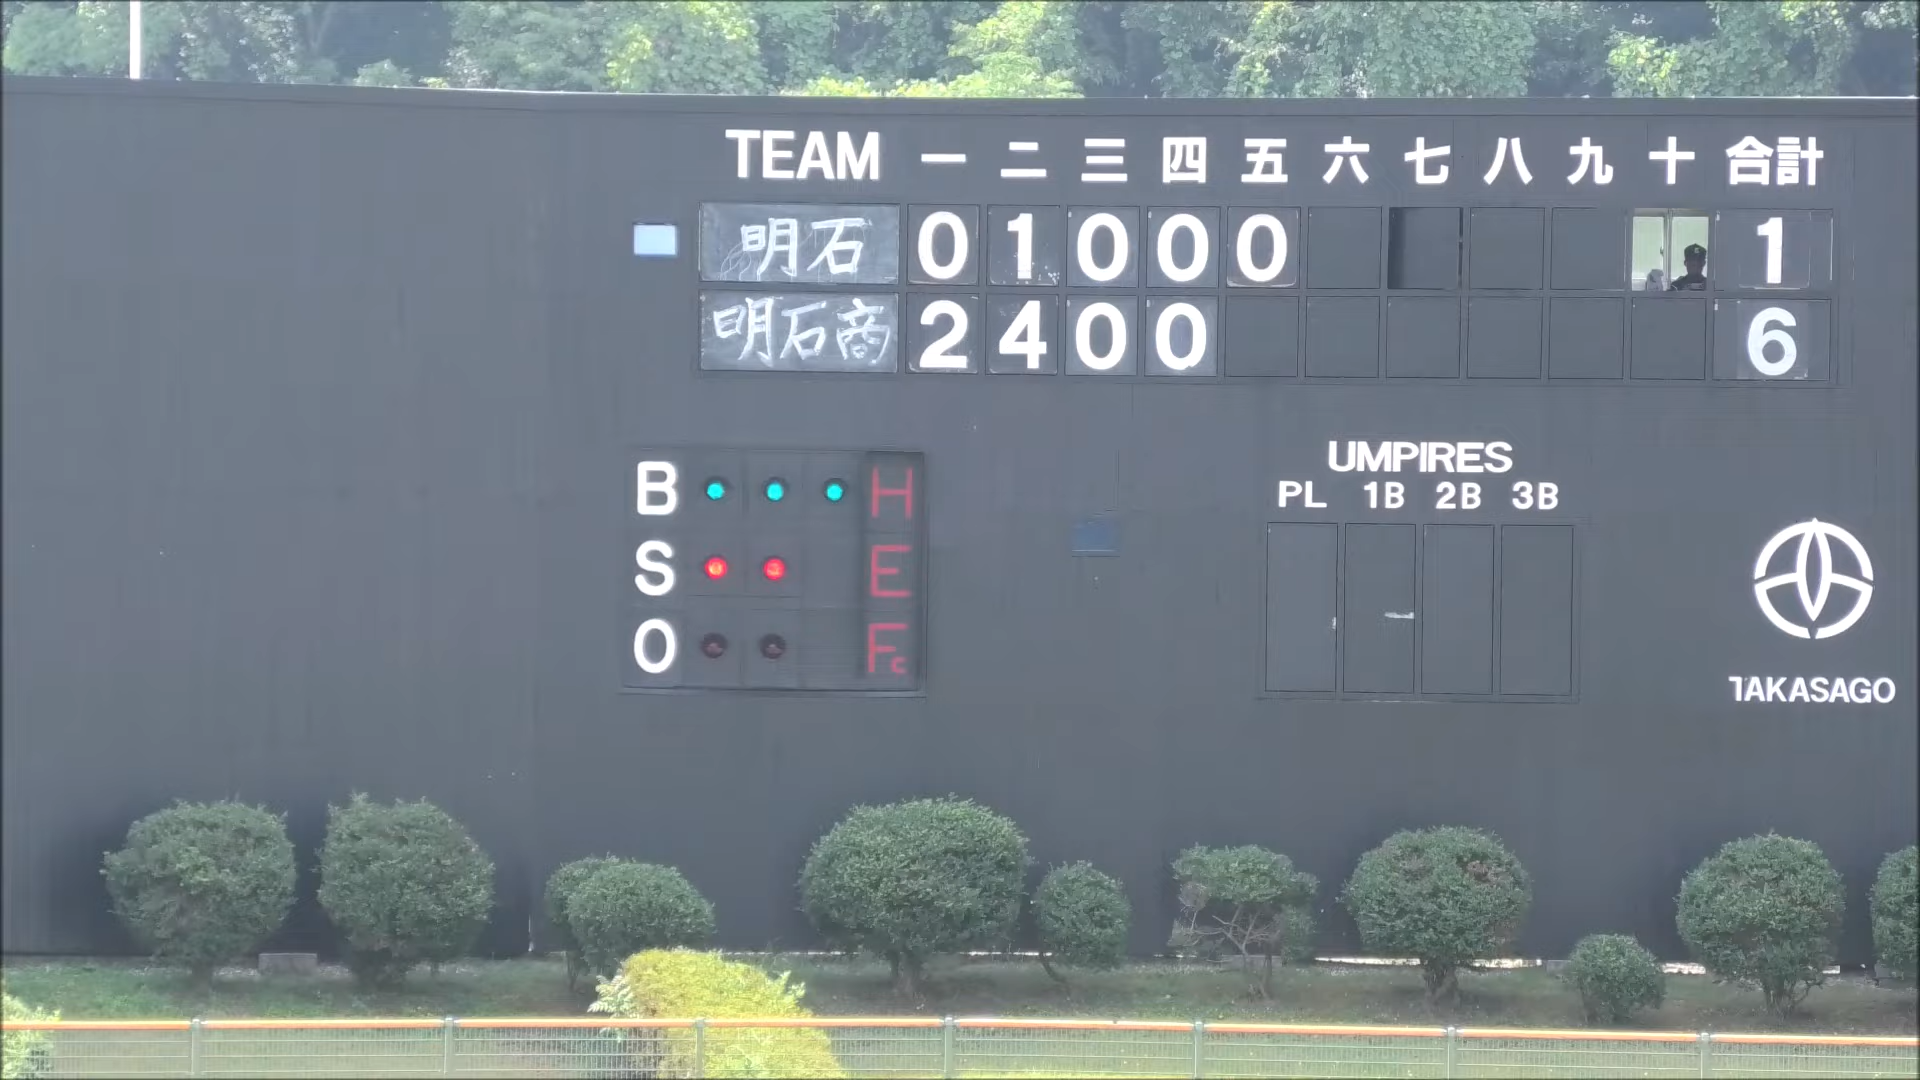 TEAM 一 二 三 四 五 六 七 八 九 十 合計
明石 0 1 0 0 0 1
明石商 2 4 0 0 6
B H
S E
O Fc
UMPIRES
PL 1B 2B 3B
TAKASAGO